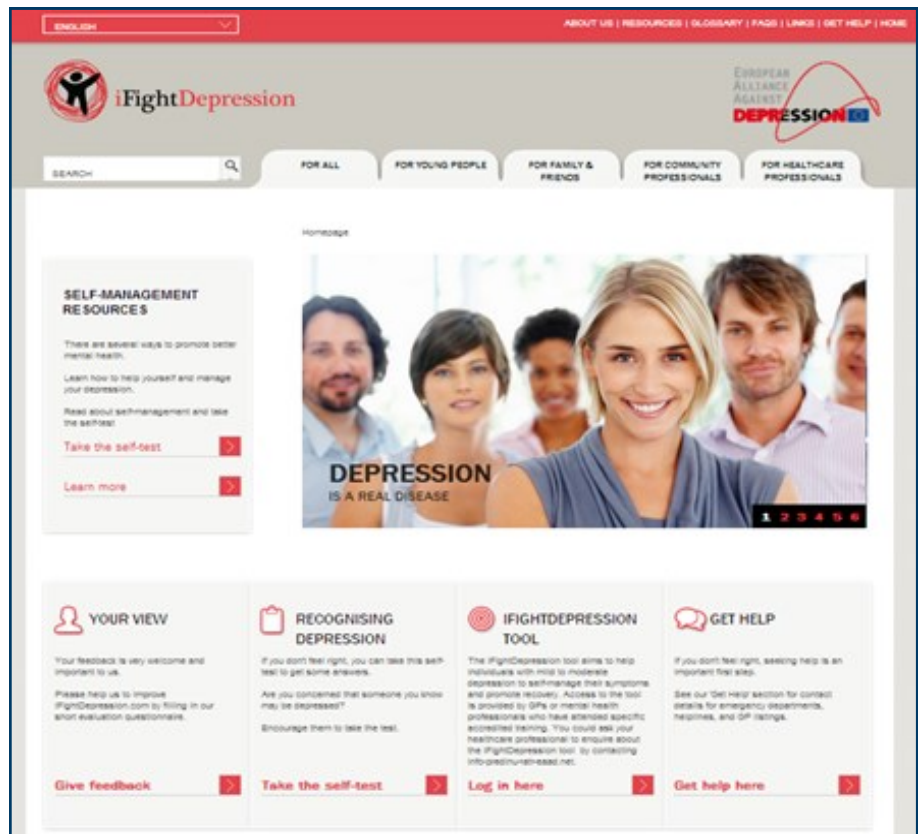 ENGLISH
ABOUT US | RESOURCES | GLOSSARY | FAQS | LINKS | GET HELP | HOME
iFightDepression
EUROPEAN
ALLIANCE
AGAINST
DEPRESSION
SEARCH
FOR ALL
FOR YOUNG PEOPLE
FOR FAMILY &
FRIENDS
FOR COMMUNITY
PROFESSIONALS
FOR HEALTHCARE
PROFESSIONALS
Homepage
SELF-MANAGEMENT
RESOURCES
There are several ways to promote better
mental health.
Learn how to help yourself and manage
your depression.
Read about self-management and take
the self-test
Take the self-test
Learn more
DEPRESSION
IS A REAL DISEASE
1 2 3 4 5 6
YOUR VIEW
Your feedback is very welcome and
important to us.
Please help us to improve
iFightDepression.com by filling in our
short evaluation questionnaire.
Give feedback
RECOGNISING
DEPRESSION
If you don't feel right, you can take this self-
test to get some answers.
Are you concerned that someone you know
may be depressed?
Encourage them to take the test.
Take the self-test
IFIGHTDEPRESSION
TOOL
The iFightDepression tool aims to help
individuals with mild to moderate
depression to self-manage their symptoms
and promote recovery. Access to the tool
is provided by GPs or mental health
professionals who have attended specific
accredited training. You could ask your
healthcare professional to enquire about
the iFightDepression tool by contacting
Log in here
GET HELP
If you don't feel right, seeking help is an
important first step.
See our 'Get Help' section for contact
details for emergency departments,
helplines, and GP listings.
Get help here